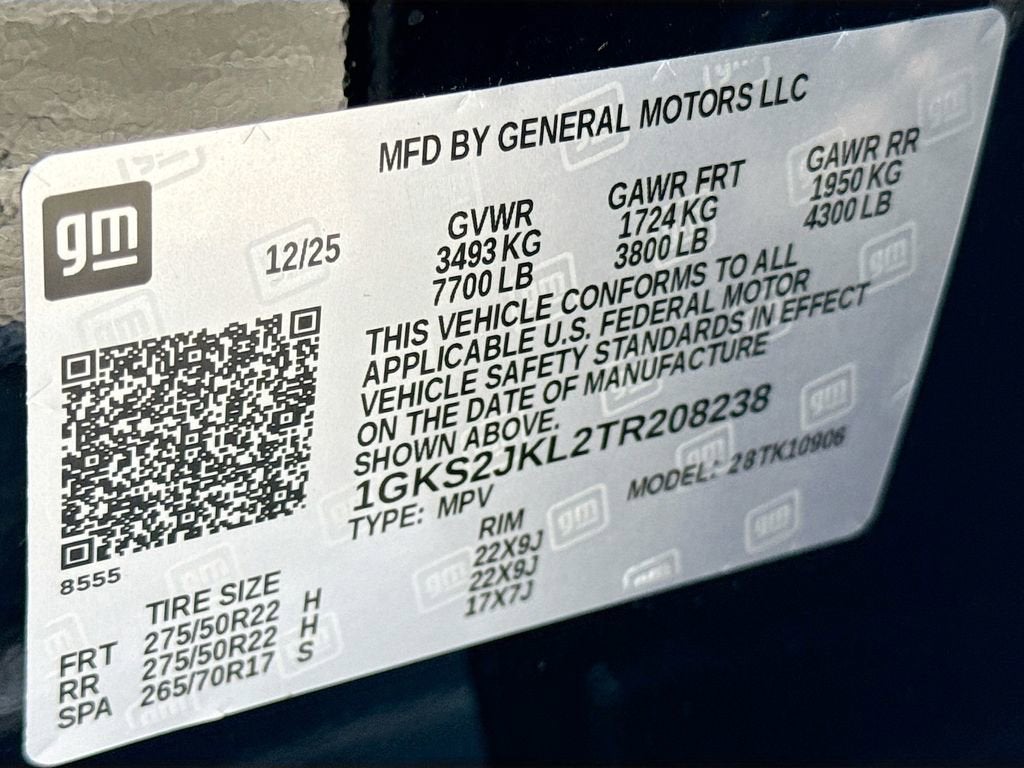 MFD BY GENERAL MOTORS LLC
gm
12/25
GVWR GAWR FRT GAWR RR
3493 KG 1724 KG 1950 KG
7700 LB 3800 LB 4300 LB
THIS VEHICLE CONFORMS TO ALL
APPLICABLE U.S. FEDERAL MOTOR
VEHICLE SAFETY STANDARDS IN EFFECT
ON THE DATE OF MANUFACTURE
SHOWN ABOVE.
1GKS2JKL2TR208238
TYPE: MPV MODEL: 28TK10906
8555
TIRE SIZE RIM
FRT 275/50R22 H 22X9J
RR 275/50R22 H 22X9J
SPA 265/70R17 S 17X7J